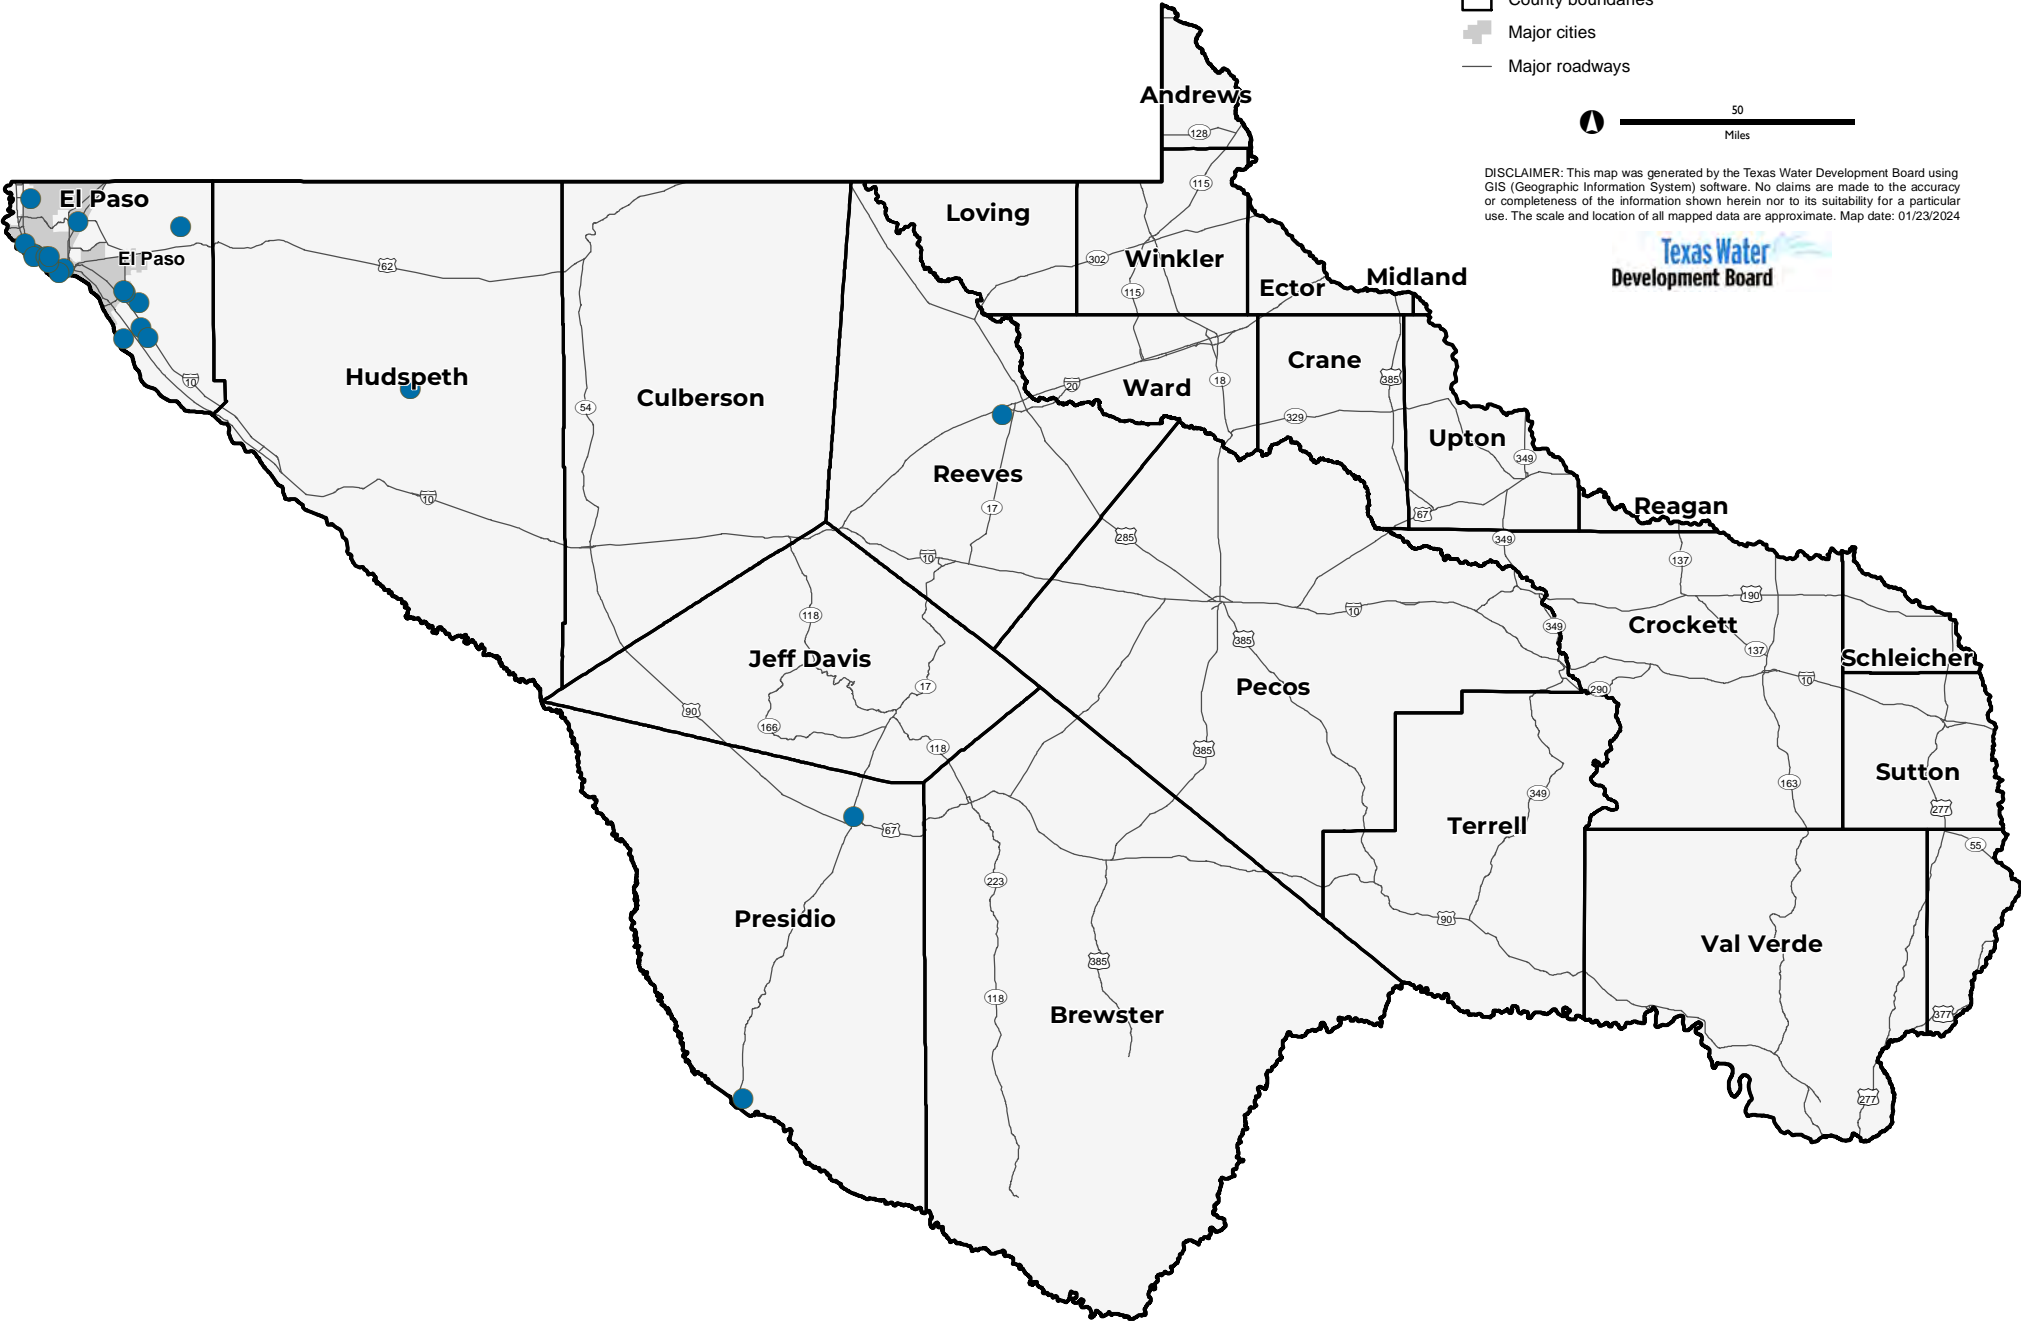 County boundaries
Major cities
Major roadways
50
Miles
DISCLAIMER: This map was generated by the Texas Water Development Board using
GIS (Geographic Information System) software. No claims are made to the accuracy
or completeness of the information shown herein nor to its suitability for a particular
use. The scale and location of all mapped data are approximate. Map date: 01/23/2024
Texas Water
Development Board
Andrews
128
115
El Paso
Loving
El Paso
62
302
Winkler
115
Ector
Midland
10
Hudspeth
54
Culberson
20
Ward
18
Crane
385
329
Upton
349
Reeves
17
10
67
Reagan
285
349
10
137
118
10
190
349
Crockett
137
Jeff Davis
385
Schleicher
17
Pecos
290
10
90
166
118
385
Sutton
163
349
277
67
Terrell
55
223
Presidio
90
Val Verde
385
118
Brewster
377
277